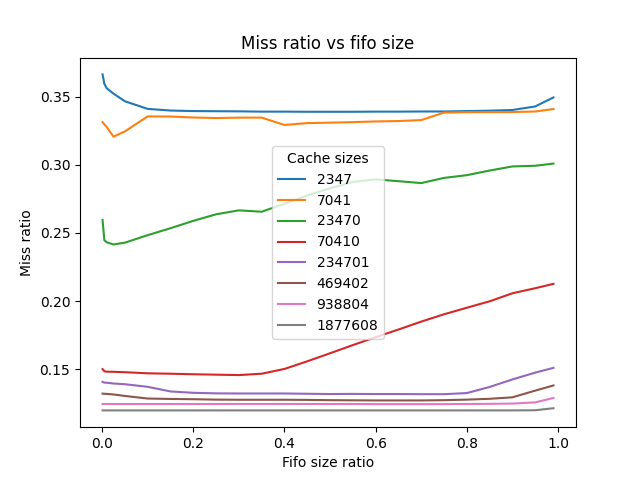 Miss ratio vs fifo size
Miss ratio
0.35
0.30
0.25
0.20
0.15
Cache sizes
2347
7041
23470
70410
234701
469402
938804
1877608
0.0 0.2 0.4 0.6 0.8 1.0
Fifo size ratio